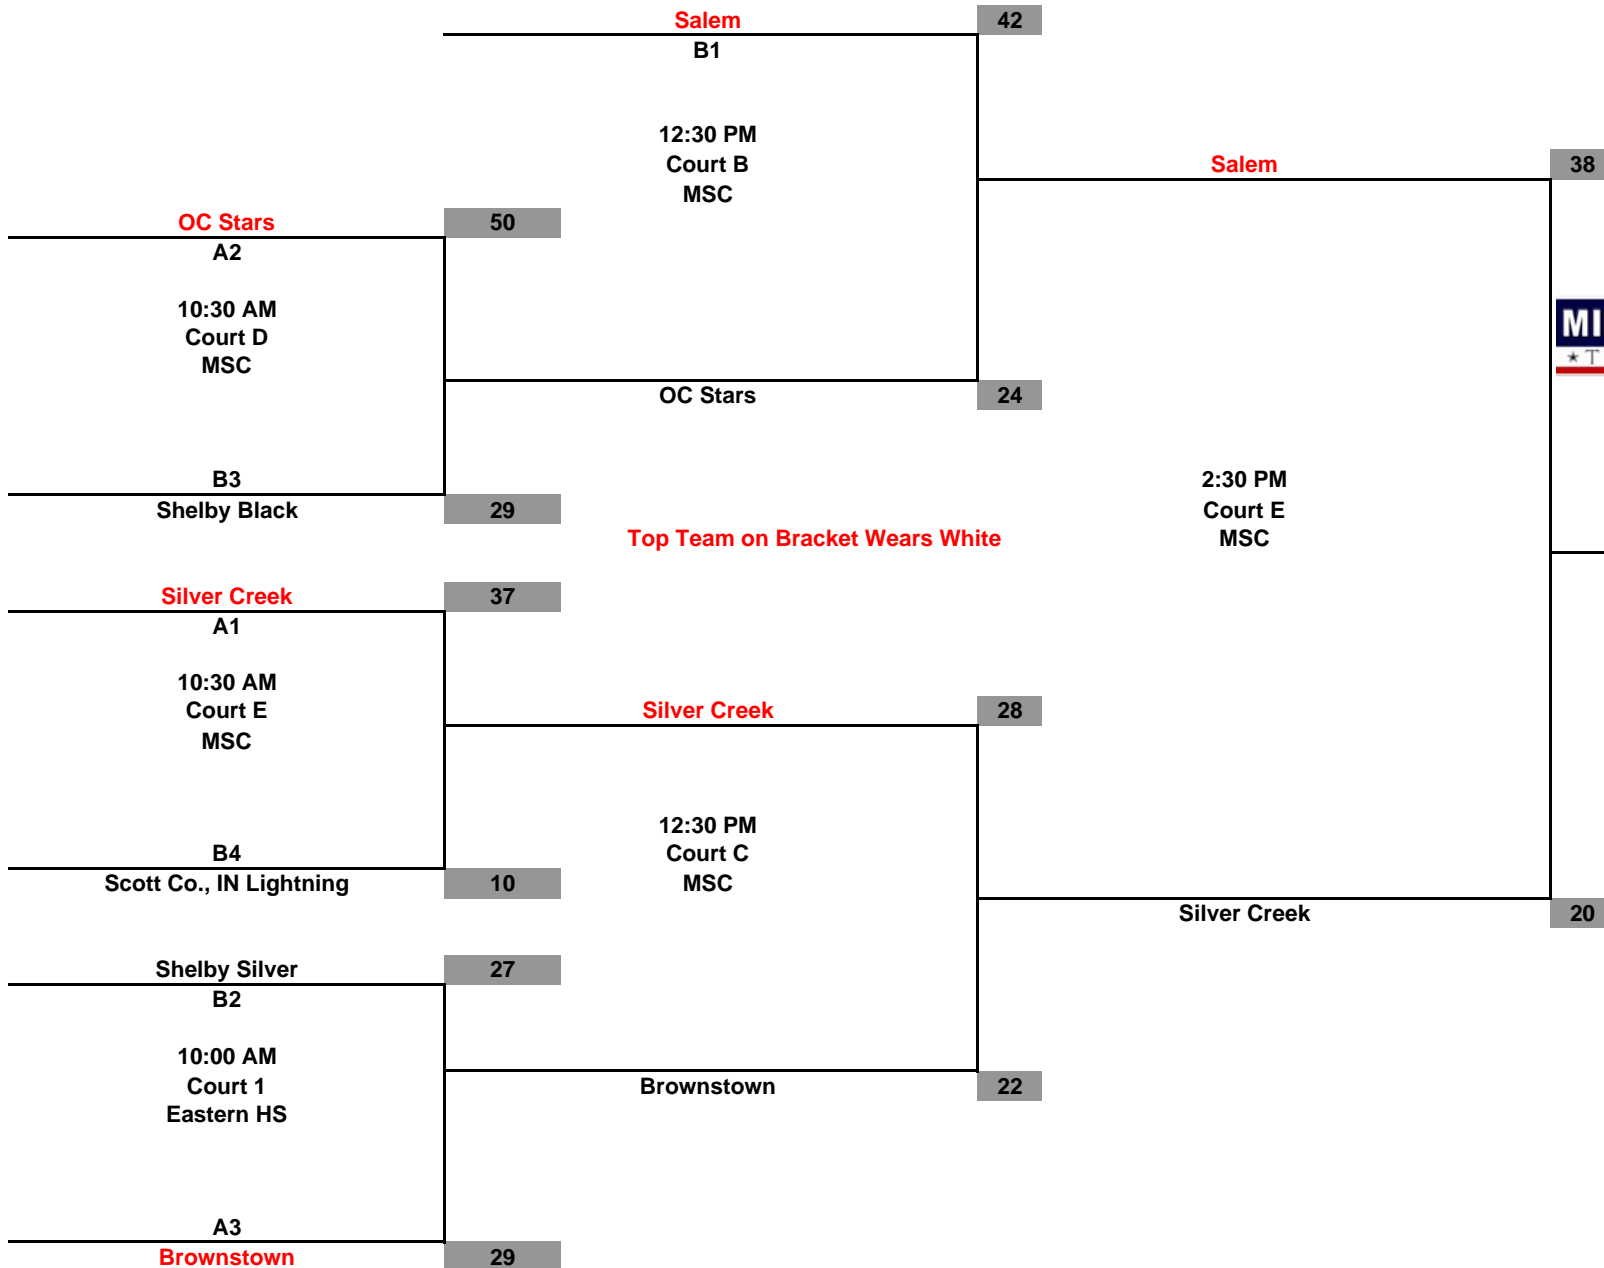 Salem 42
B1
12:30 PM
Court B
MSC
Salem 38
OC Stars 50
A2
10:30 AM
Court D
MSC
OC Stars 24
B3
Shelby Black 29
2:30 PM
Court E
MSC
Top Team on Bracket Wears White
Silver Creek 37
A1
10:30 AM
Court E
MSC
Silver Creek 28
12:30 PM
Court C
MSC
B4
Scott Co., IN Lightning 10
Silver Creek 20
Shelby Silver 27
B2
10:00 AM
Court 1
Eastern HS
Brownstown 22
A3
Brownstown 29
MI
★ T